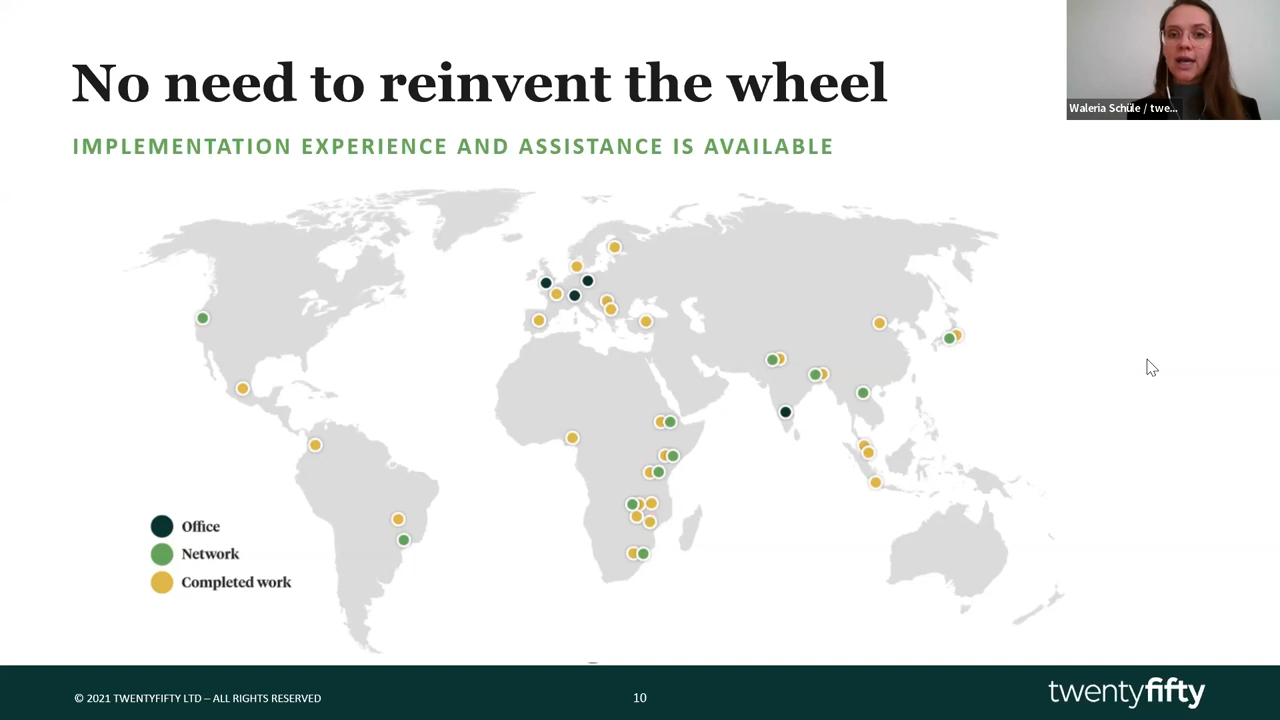 No need to reinvent the wheel
IMPLEMENTATION EXPERIENCE AND ASSISTANCE IS AVAILABLE
Waleria Schüle / twe...
Office
Network
Completed work
© 2021 TWENTYFIFTY LTD – ALL RIGHTS RESERVED
10
twentyfifty